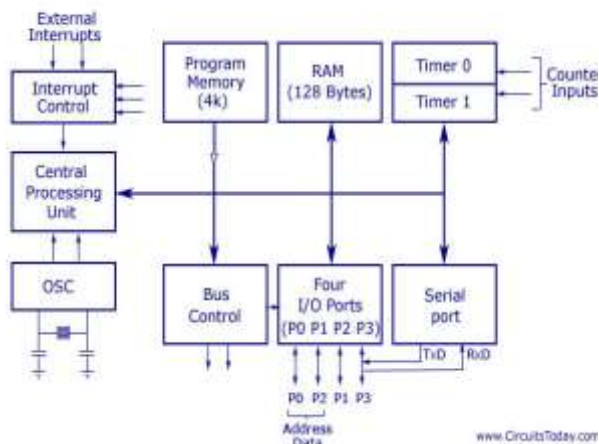 External
Interrupts
Interrupt
Control
Program
Memory
(4k)
RAM
(128 Bytes)
Timer 0
Timer 1
Counter
Inputs
Central
Processing
Unit
OSC
Bus
Control
Four
I/O Ports
(P0 P1 P2 P3)
Serial
port
TxD RxD
P0 P2 P1 P3
Address
Data
www.CircuitsToday.com